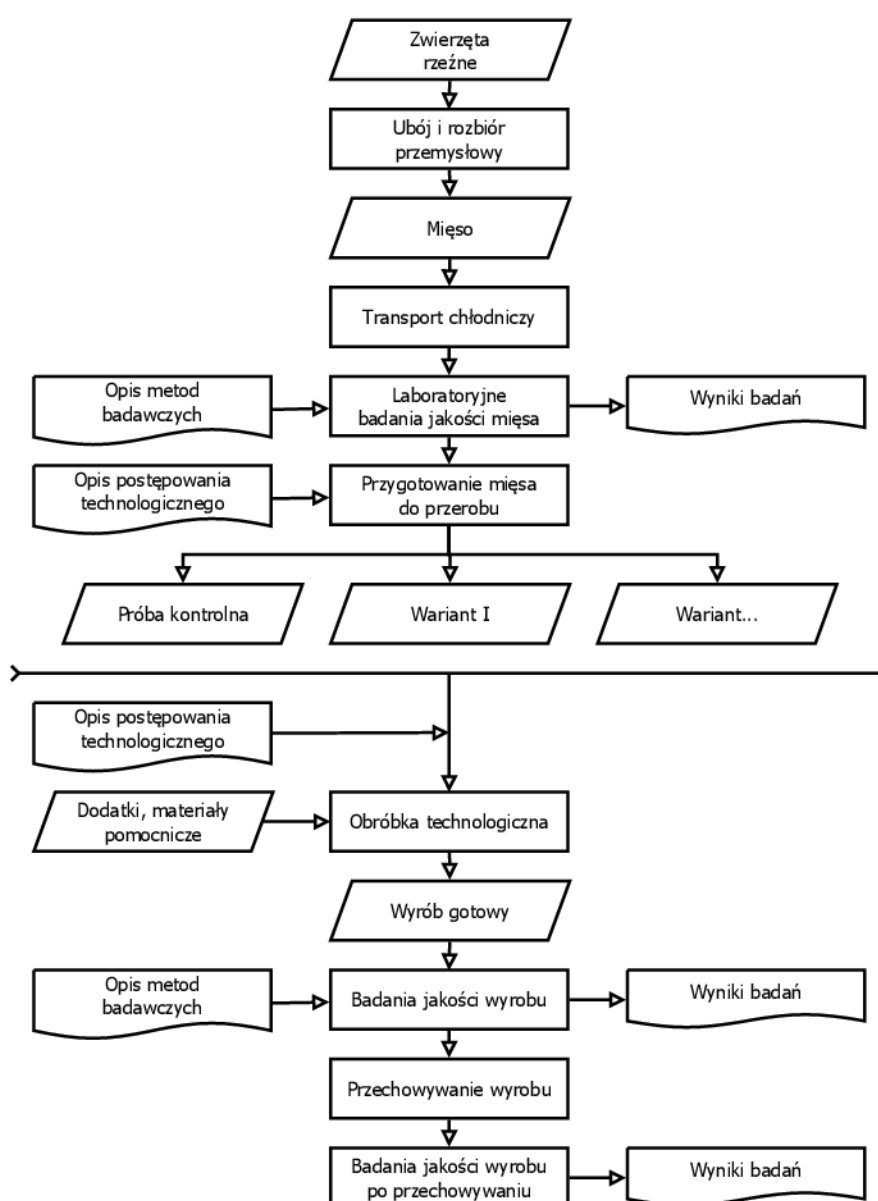 Zwierzęta
rzeźne
Ubój i rozbiór
przemysłowy
Mięso
Transport chłodniczy
Opis metod
badawczych
Laboratoryjne
badania jakości mięsa
Wyniki badań
Opis postępowania
technologicznego
Przygotowanie mięsa
do przerobu
Próba kontrolna
Wariant I
Wariant...
Opis postępowania
technologicznego
Dodatki, materiały
pomocnicze
Obróbka technologiczna
Wyrób gotowy
Opis metod
badawczych
Badania jakości wyrobu
Wyniki badań
Przechowywanie wyrobu
Badania jakości wyrobu
po przechowywaniu
Wyniki badań